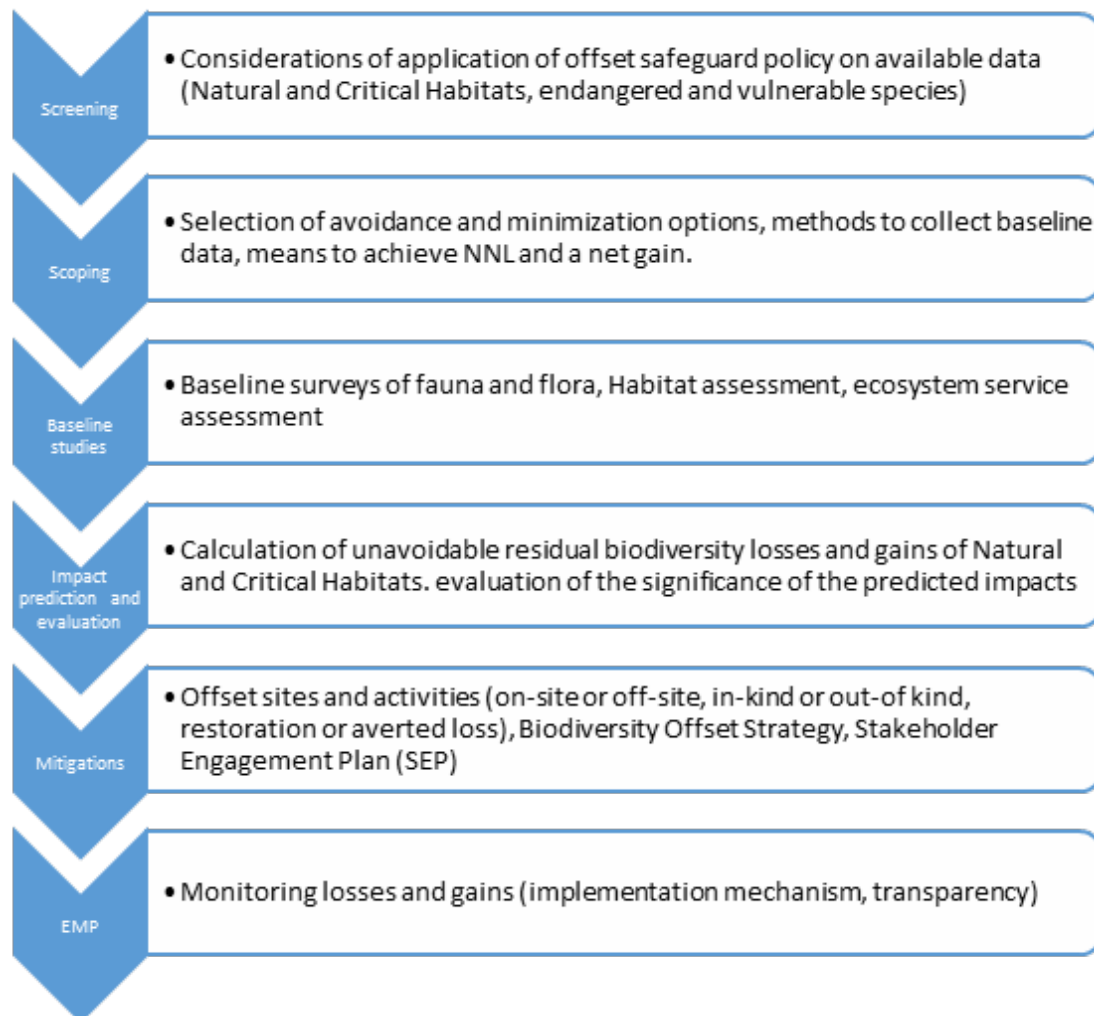 Screening
• Considerations of application of offset safeguard policy on available data
(Natural and Critical Habitats, endangered and vulnerable species)
Scoping
• Selection of avoidance and minimization options, methods to collect baseline
data, means to achieve NNL and a net gain.
Baseline
studies
• Baseline surveys of fauna and flora, Habitat assessment, ecosystem service
assessment
Impact
prediction and
evaluation
• Calculation of unavoidable residual biodiversity losses and gains of Natural
and Critical Habitats. evaluation of the significance of the predicted impacts
Mitigations
• Offset sites and activities (on-site or off-site, in-kind or out-of kind,
restoration or averted loss), Biodiversity Offset Strategy, Stakeholder
Engagement Plan (SEP)
EMP
• Monitoring losses and gains (implementation mechanism, transparency)